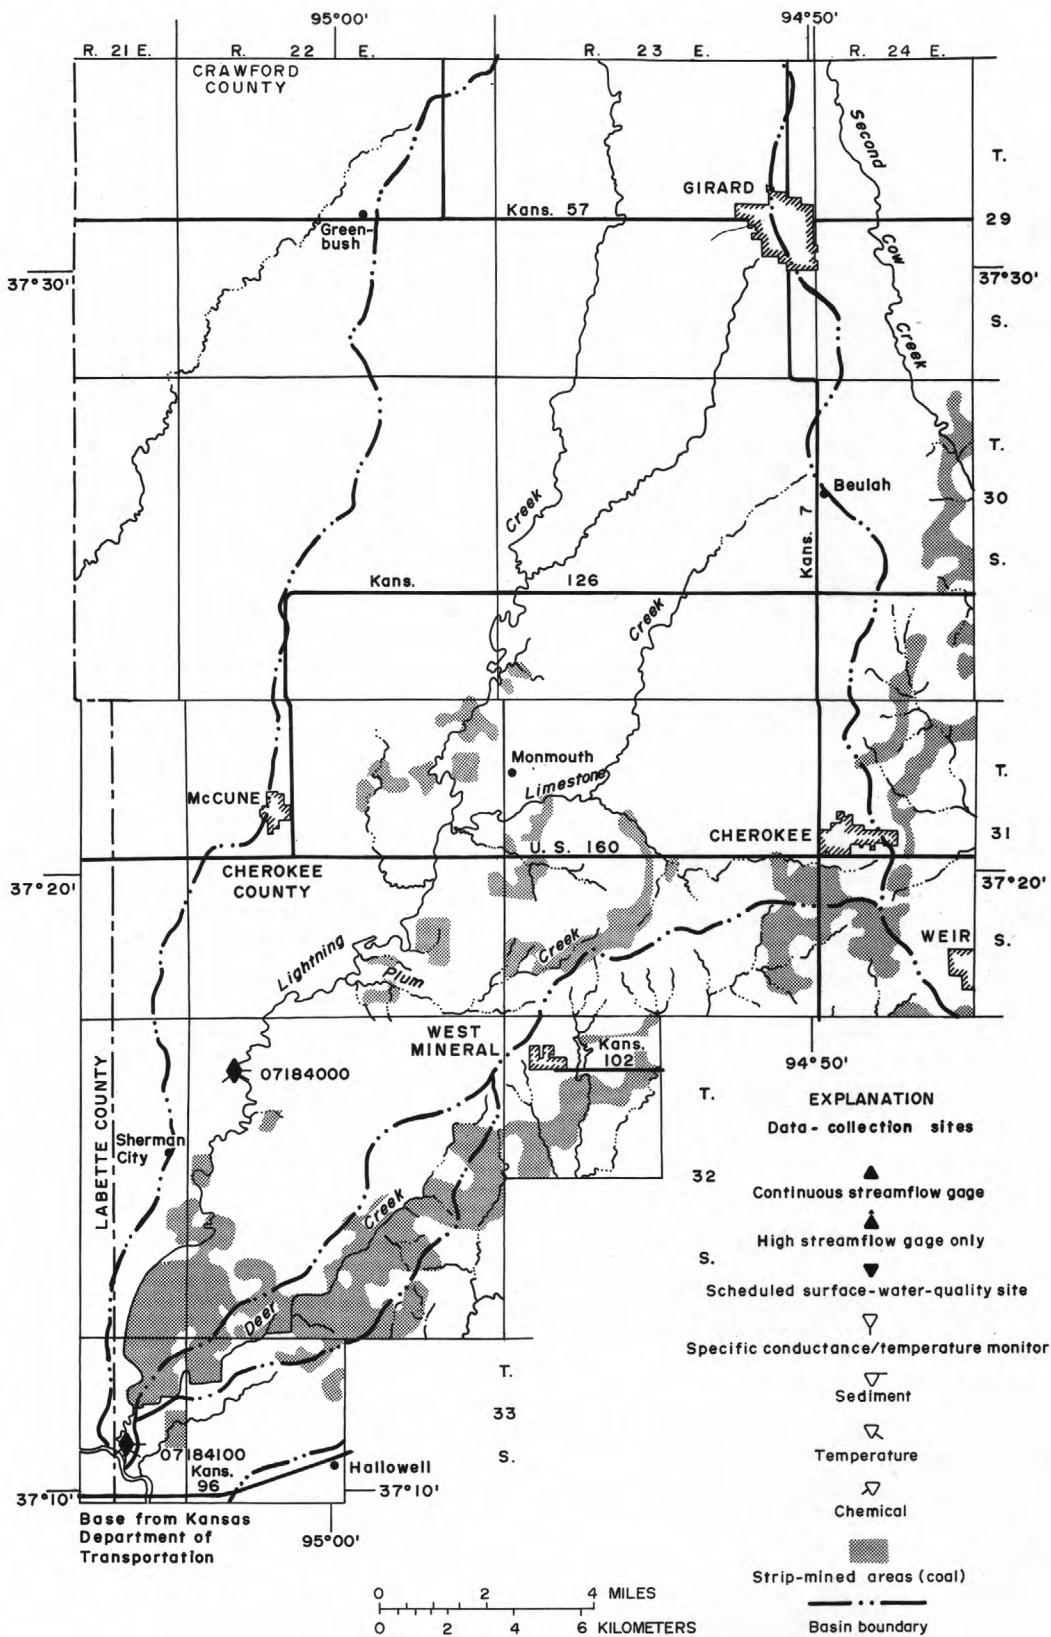 95°00'
94°50'
R. 21 E.
R. 22 E.
R. 23 E.
R. 24 E.
CRAWFORD
COUNTY
Second
Cow
Creek
T.
29
S.
GIRARD
Kans. 57
Green-
bush
37°30'
37°30'
T.
30
S.
Creek
Beulah
Kans. 7
Kans. 126
Creek
Monmouth
Limestone
T.
31
S.
McCUNE
CHEROKEE
U. S. 160
CHEROKEE
COUNTY
37°20'
37°20'
WEIR
Lightning
Creek
Plum
WEST
MINERAL
Kans.
102
94°50'
07184000
LABETTE COUNTY
Sherman
City
Creek
Deer
T.
32
S.
EXPLANATION
Data-collection sites
Continuous streamflow gage
High streamflow gage only
Scheduled surface-water-quality site
Specific conductance/temperature monitor
Sediment
Temperature
Chemical
Strip-mined areas (coal)
Basin boundary
T.
33
S.
07184100
Kans.
96
Hallowell
37°10'
37°10'
Base from Kansas
Department of
Transportation
95°00'
0 2 4 MILES
0 2 4 6 KILOMETERS